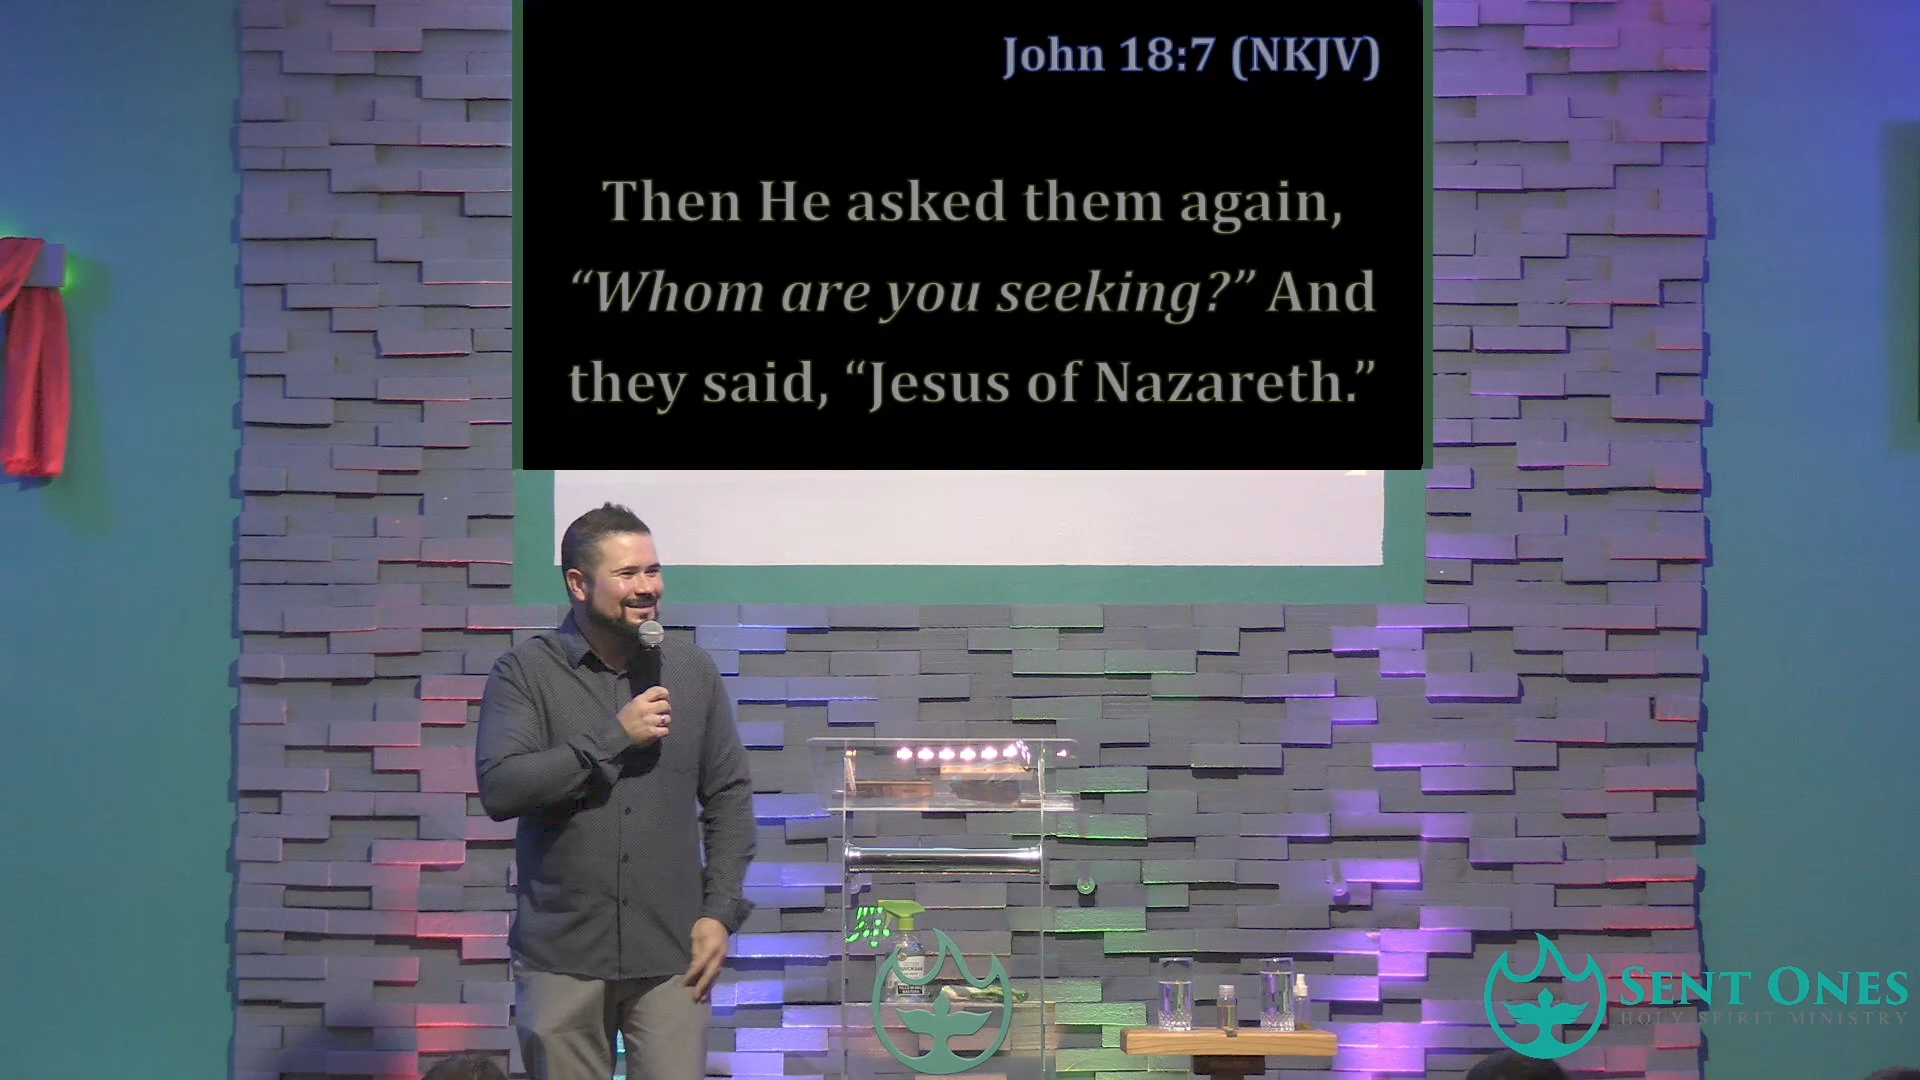 John 18:7 (NKJV)
Then He asked them again,
“Whom are you seeking?” And
they said, “Jesus of Nazareth.”
SENT ONES
HOLY SPIRIT MINISTRY